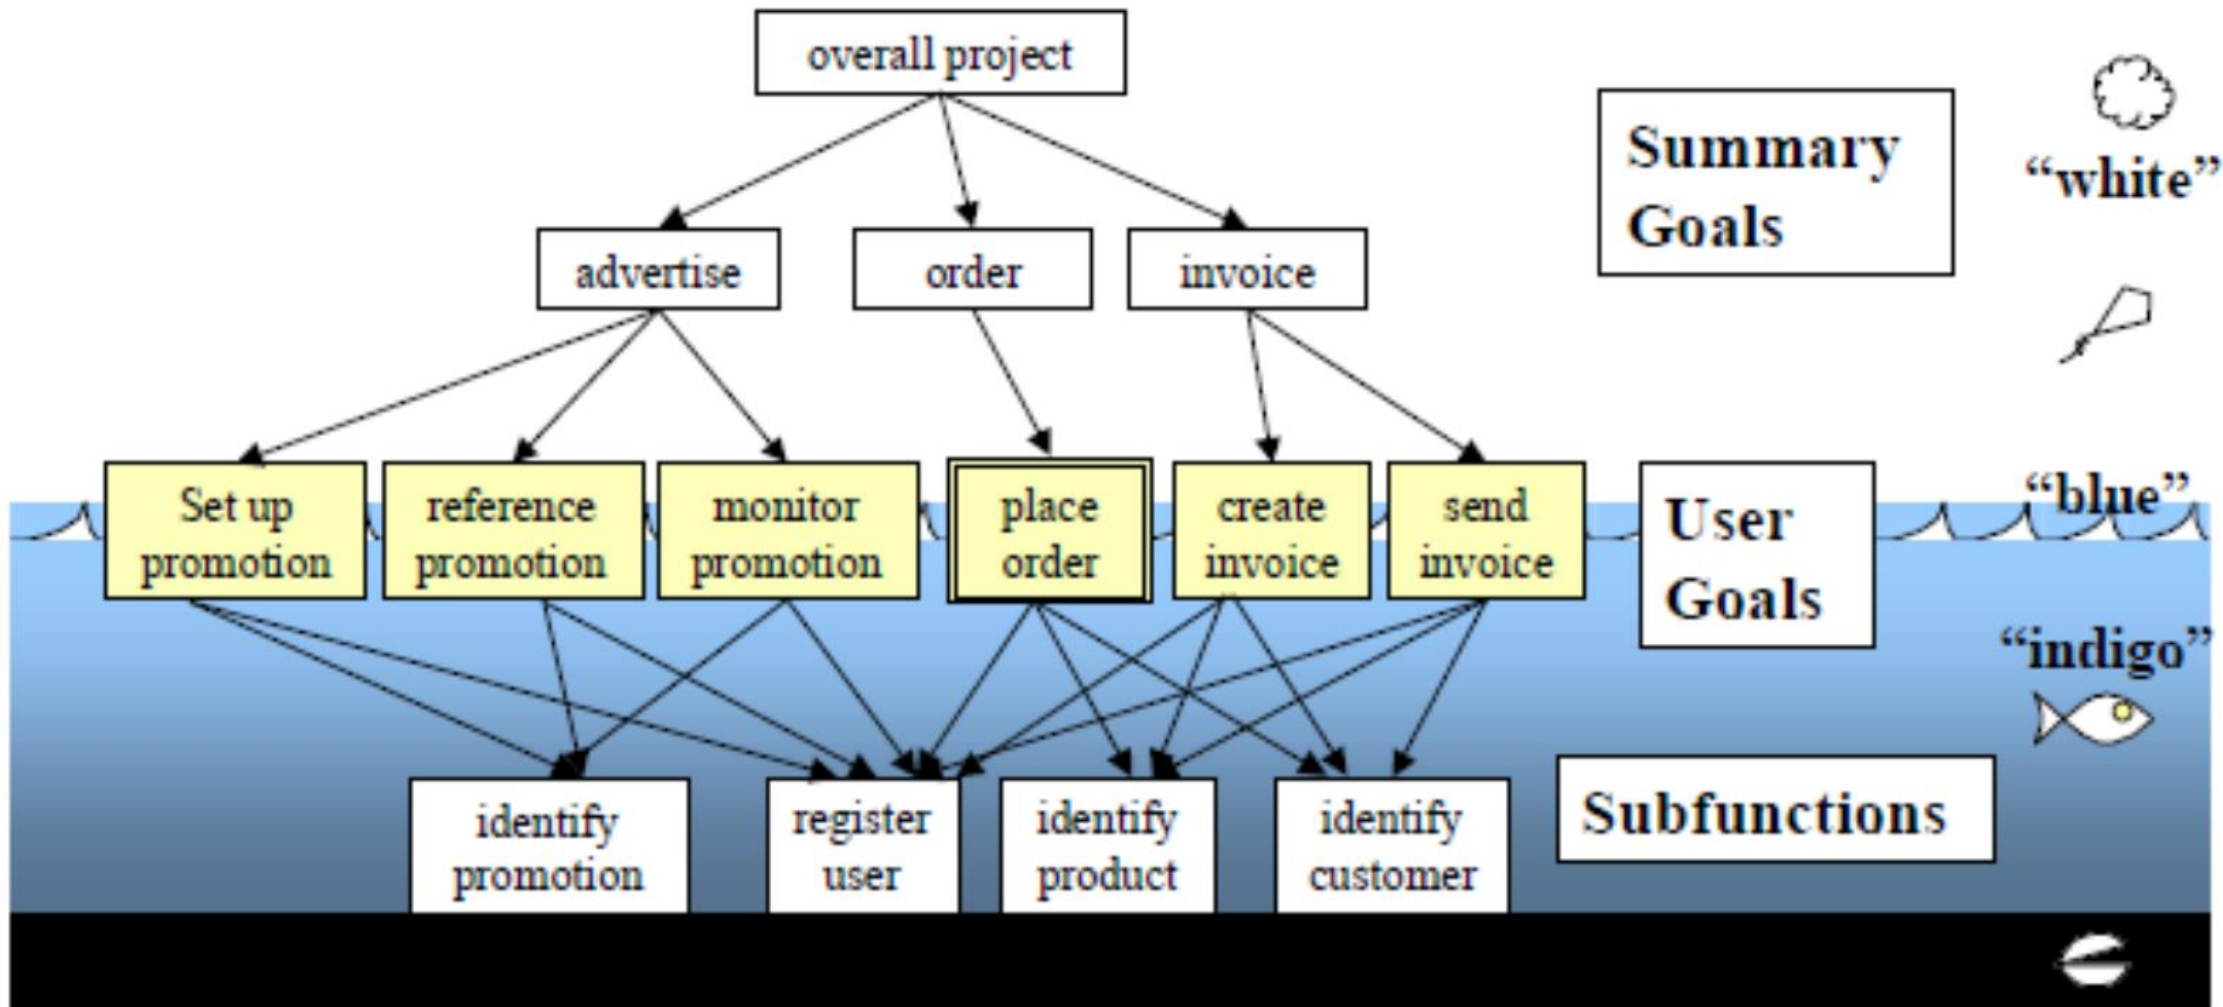 overall project
Summary
Goals
“white”
advertise
order
invoice
Set up
promotion
reference
promotion
monitor
promotion
place
order
create
invoice
send
invoice
User
Goals
“blue”
“indigo”
identify
promotion
register
user
identify
product
identify
customer
Subfunctions